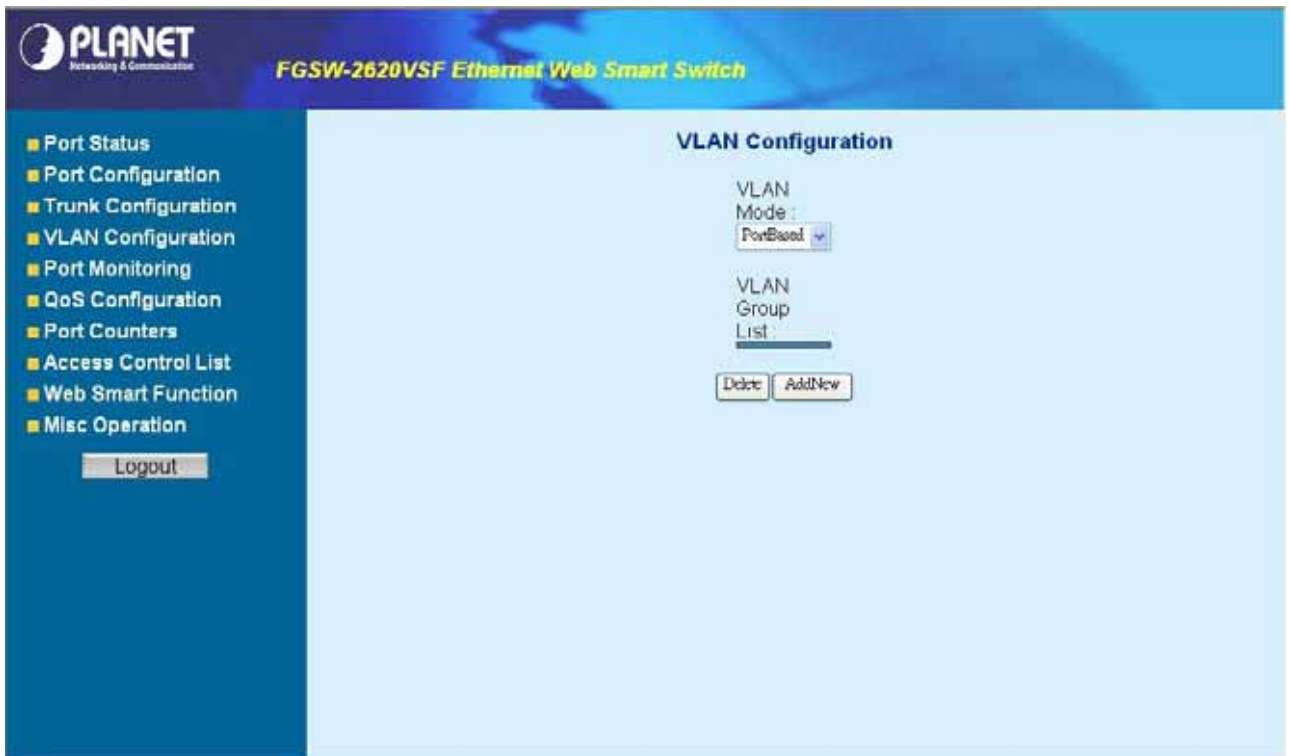 PLANET
Networking & Communication
FGSW-2620VSF Ethernet Web Smart Switch
Port Status
Port Configuration
Trunk Configuration
VLAN Configuration
Port Monitoring
QoS Configuration
Port Counters
Access Control List
Web Smart Function
Misc Operation
Logout
VLAN Configuration
VLAN
Mode :
PortBased
VLAN
Group
List :
Delete AddNew